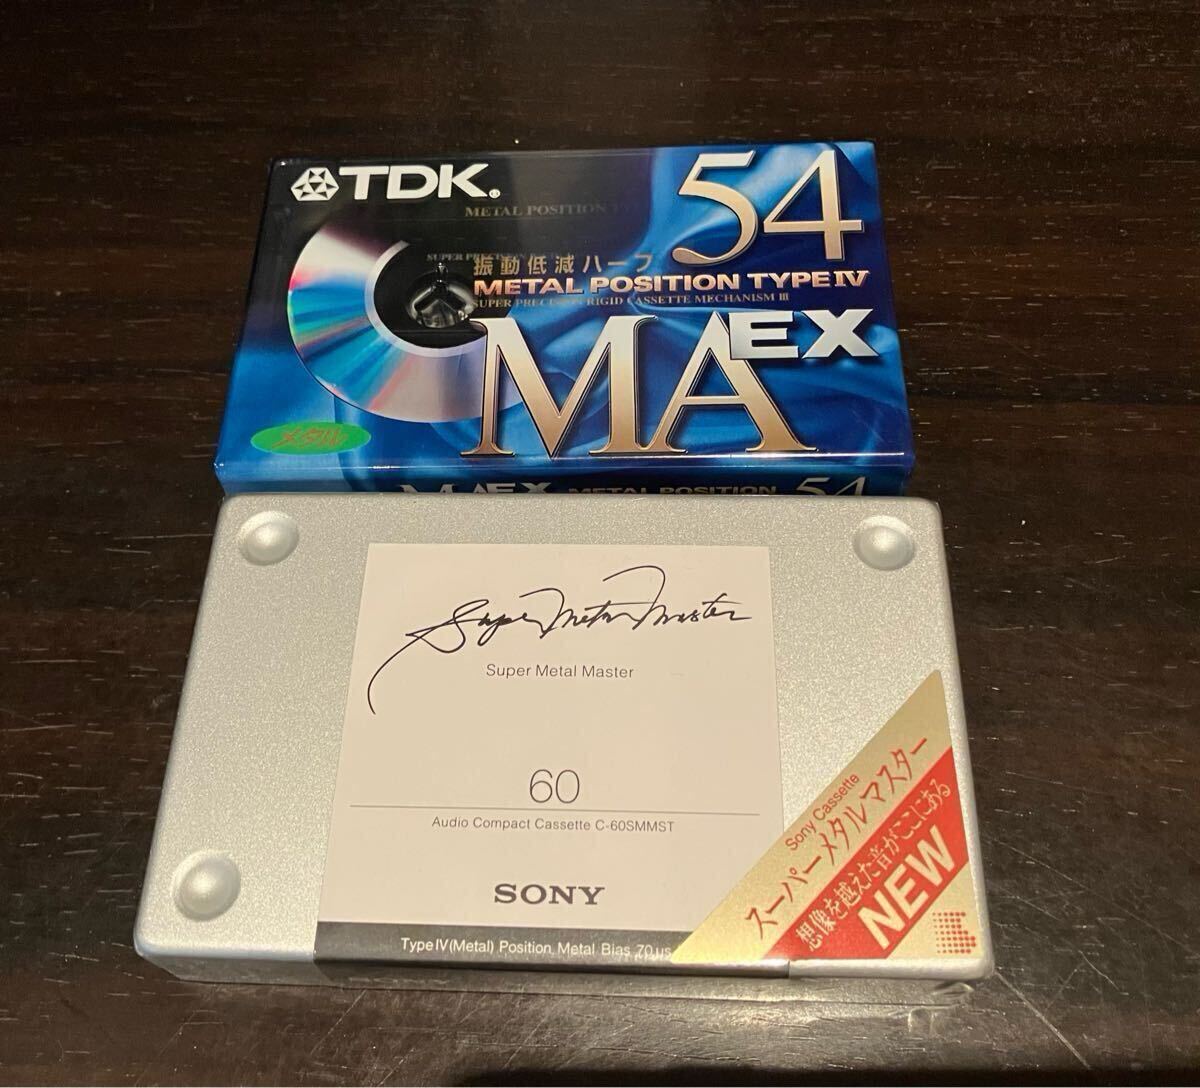 TDK®
54
METAL POSITION
SUPER PRECISION
振動低減ハーフ
METAL POSITION TYPE IV
SUPER PRECISION RIGID CASSETTE MECHANISM III
MA EX
メタル
MA EX METAL POSITION 54
Super Metal Master
Super Metal Master
60
Audio Compact Cassette C-60SMMST
SONY
Type IV (Metal) Position, Metal Bias, 70 μs
Sony Cassette
スーパーメタルマスター
想像を越えた音がここにある
NEW